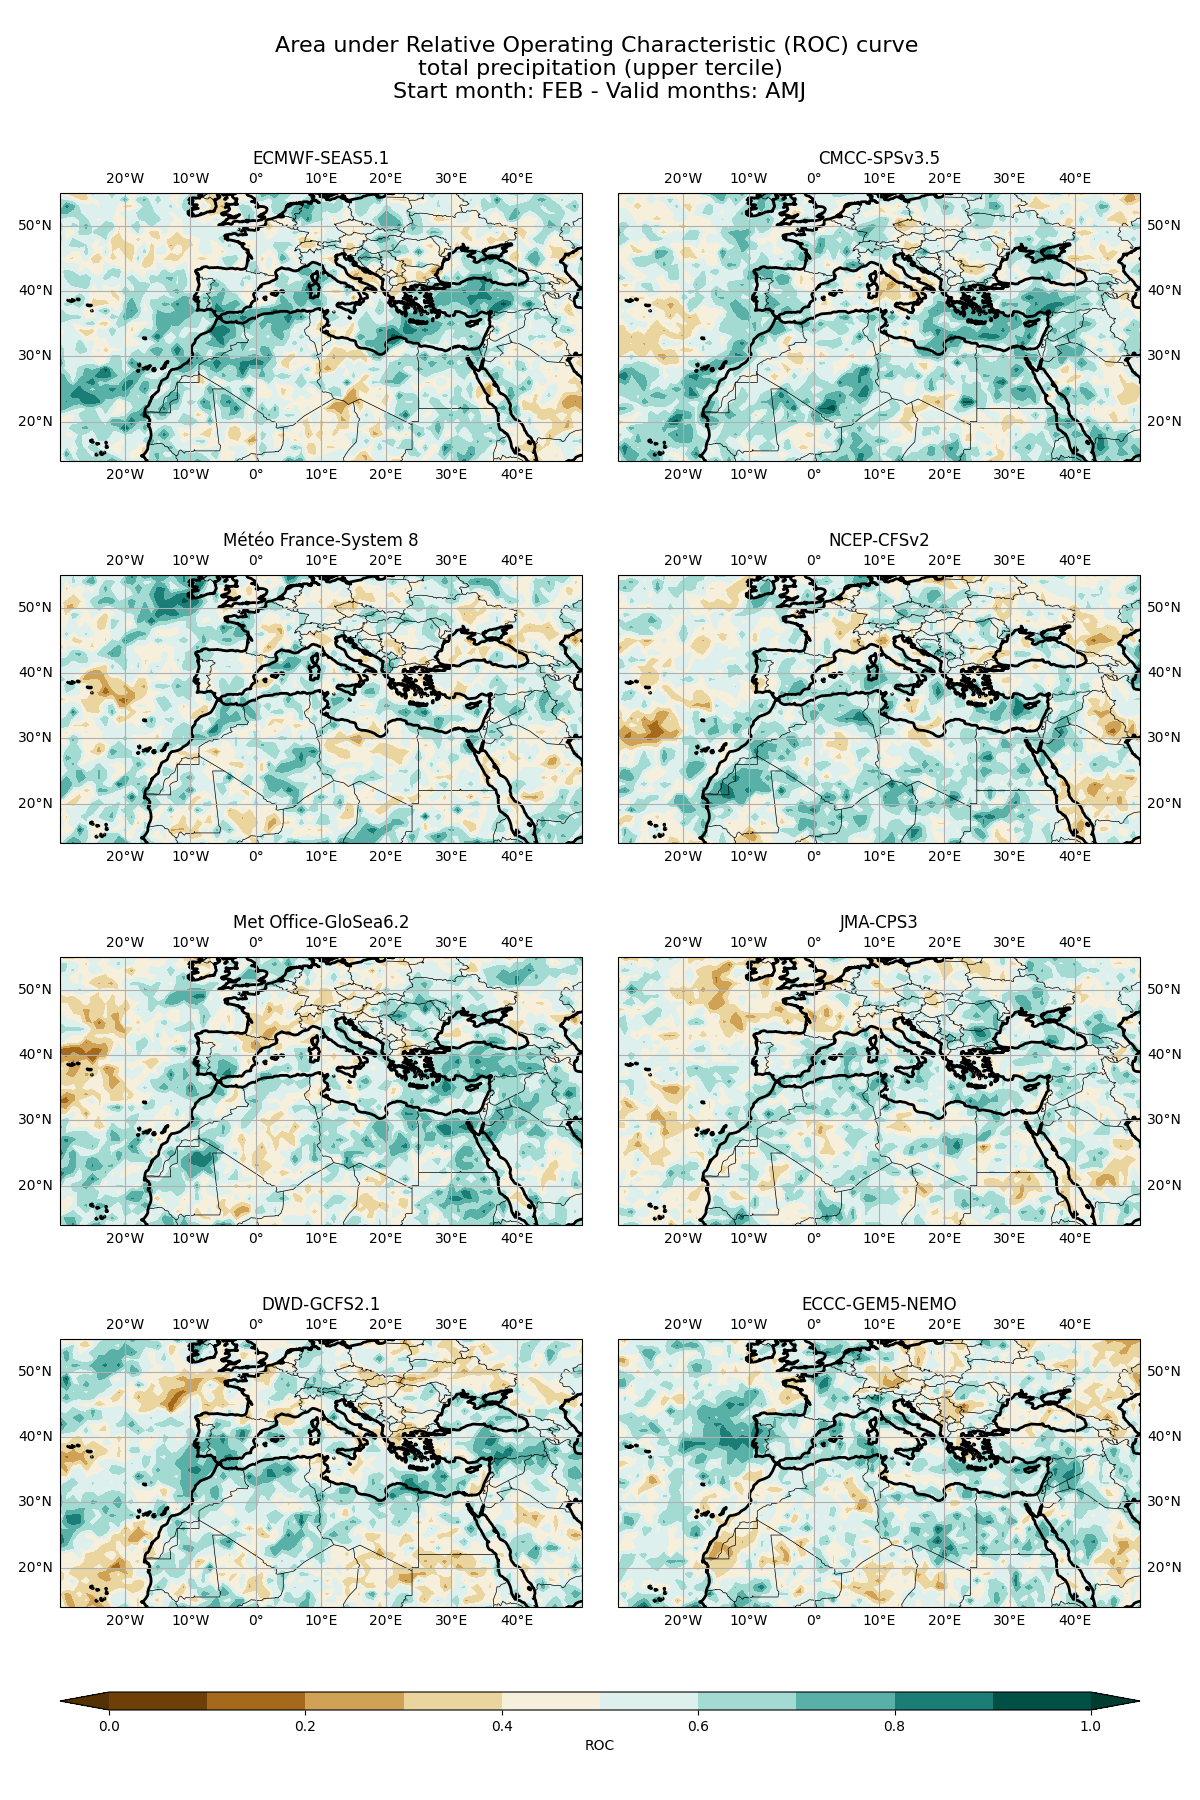 Area under Relative Operating Characteristic (ROC) curve
total precipitation (upper tercile)
Start month: FEB - Valid months: AMJ
ECMWF-SEAS5.1
CMCC-SPSv3.5
20°W 10°W 0° 10°E 20°E 30°E 40°E
20°W 10°W 0° 10°E 20°E 30°E 40°E
50°N
50°N
40°N
40°N
30°N
30°N
20°N
20°N
20°W 10°W 0° 10°E 20°E 30°E 40°E
20°W 10°W 0° 10°E 20°E 30°E 40°E
Météo France-System 8
NCEP-CFSv2
20°W 10°W 0° 10°E 20°E 30°E 40°E
20°W 10°W 0° 10°E 20°E 30°E 40°E
50°N
50°N
40°N
40°N
30°N
30°N
20°N
20°N
20°W 10°W 0° 10°E 20°E 30°E 40°E
20°W 10°W 0° 10°E 20°E 30°E 40°E
Met Office-GloSea6.2
JMA-CPS3
20°W 10°W 0° 10°E 20°E 30°E 40°E
20°W 10°W 0° 10°E 20°E 30°E 40°E
50°N
50°N
40°N
40°N
30°N
30°N
20°N
20°N
20°W 10°W 0° 10°E 20°E 30°E 40°E
20°W 10°W 0° 10°E 20°E 30°E 40°E
DWD-GCFS2.1
ECCC-GEM5-NEMO
20°W 10°W 0° 10°E 20°E 30°E 40°E
20°W 10°W 0° 10°E 20°E 30°E 40°E
50°N
50°N
40°N
40°N
30°N
30°N
20°N
20°N
20°W 10°W 0° 10°E 20°E 30°E 40°E
20°W 10°W 0° 10°E 20°E 30°E 40°E
0.0 0.2 0.4 0.6 0.8 1.0
ROC